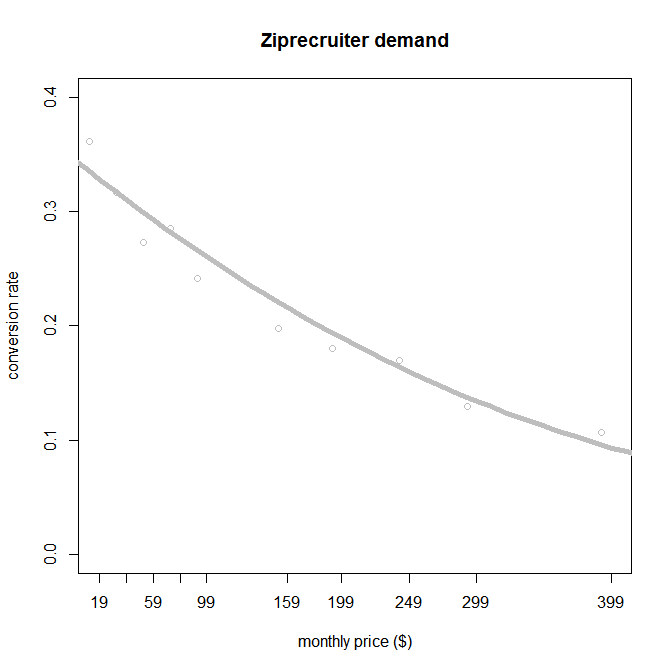 Ziprecruiter demand
conversion rate
0.4
0.3
0.2
0.1
0.0
19 59 99 159 199 249 299 399
monthly price ($)